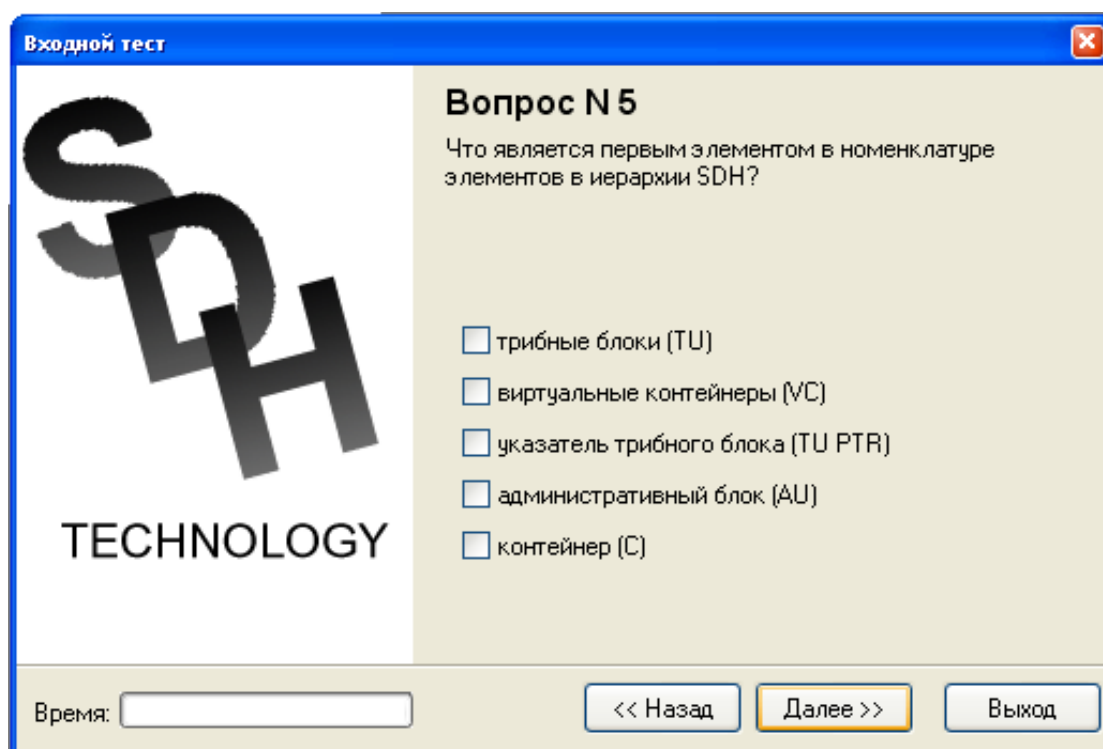 Входной тест
SDH
TECHNOLOGY
Вопрос N 5
Что является первым элементом в номенклатуре
элементов в иерархии SDH?
трибные блоки (TU)
виртуальные контейнеры (VC)
указатель трибного блока (TU PTR)
административный блок (AU)
контейнер (C)
Время:
<< Назад
Далее >>
Выход